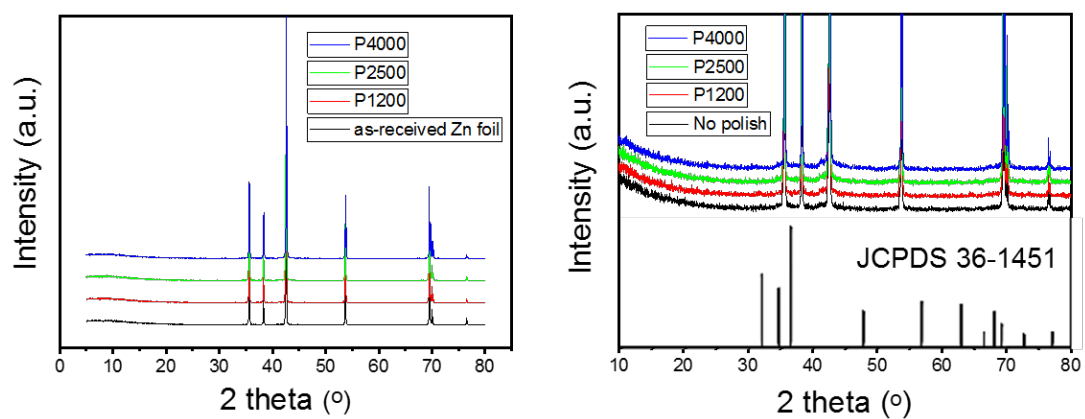 P4000
P2500
P1200
as-received Zn foil
Intensity (a.u.)
0 10 20 30 40 50 60 70 80
2 theta (o)
P4000
P2500
P1200
No polish
Intensity (a.u.)
JCPDS 36-1451
10 20 30 40 50 60 70 80
2 theta (o)